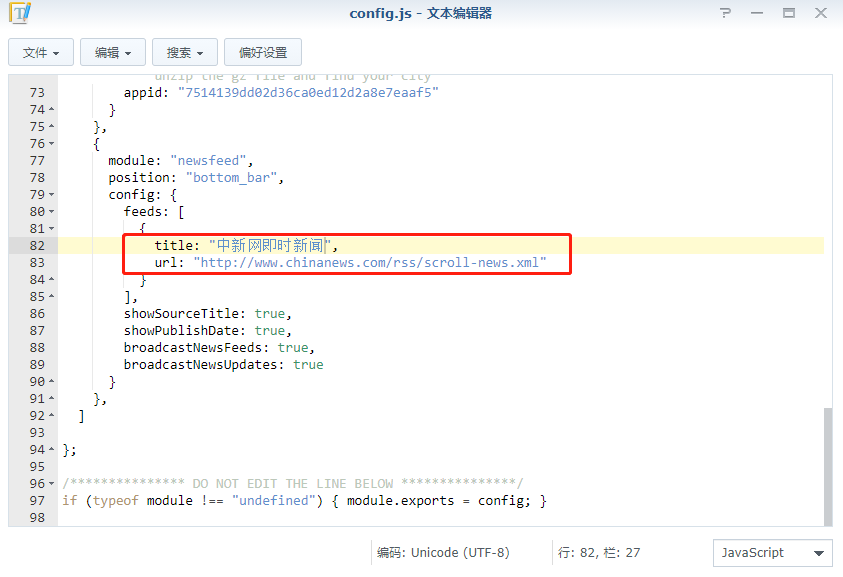 config.js - 文本编辑器
文件 编辑 搜索 偏好设置
unzip the gz file and find your city
73 appid: "7514139dd02d36ca0ed12d2a8e7eaaf5"
74 }
75 },
76 {
77 module: "newsfeed",
78 position: "bottom_bar",
79 config: {
80 feeds: [
81 {
82 title: "中新网即时新闻",
83 url: "http://www.chinanews.com/rss/scroll-news.xml"
84 }
85 ],
86 showSourceTitle: true,
87 showPublishDate: true,
88 broadcastNewsFeeds: true,
89 broadcastNewsUpdates: true
90 }
91 },
92 ]
93
94 };
95
96 /*************** DO NOT EDIT THE LINE BELOW ***************/
97 if (typeof module !== "undefined") { module.exports = config; }
98
编码: Unicode (UTF-8) 行: 82, 栏: 27 JavaScript